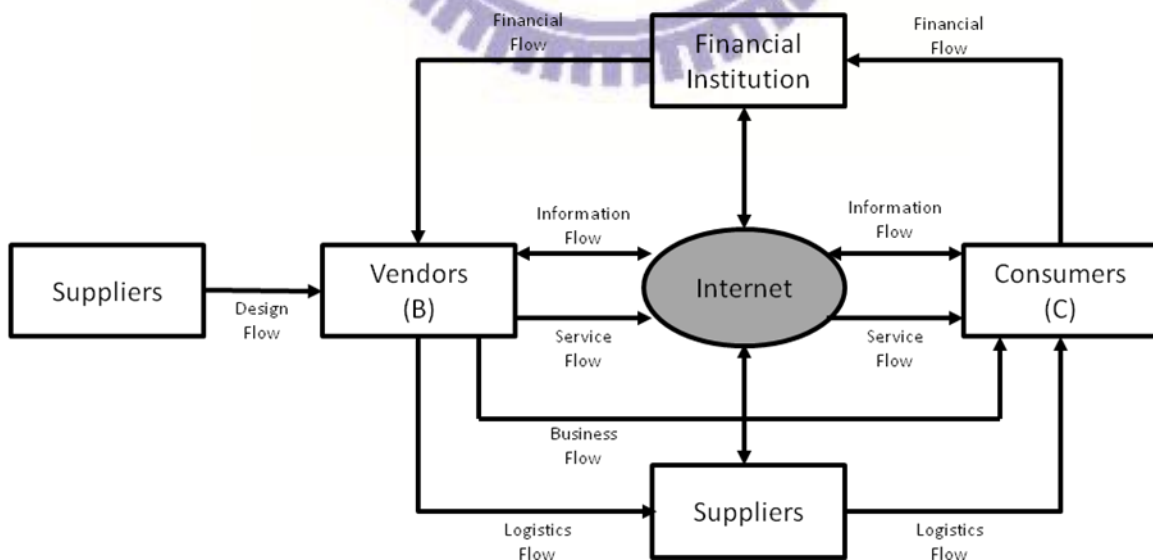 Financial
Flow
Financial
Institution
Financial
Flow
Information
Flow
Information
Flow
Suppliers
Design
Flow
Vendors
(B)
Internet
Consumers
(C)
Service
Flow
Service
Flow
Business
Flow
Suppliers
Logistics
Flow
Logistics
Flow